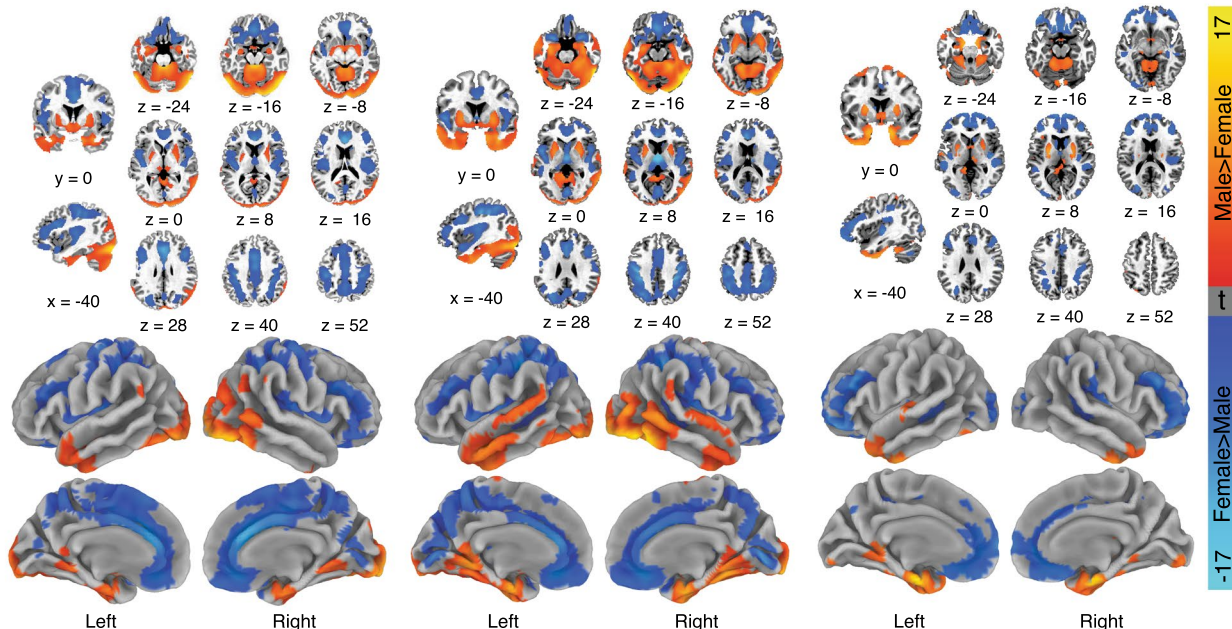 z = -24 z = -16 z = -8
y = 0
z = 0 z = 8 z = 16
x = -40
z = 28 z = 40 z = 52
Left Right
z = -24 z = -16 z = -8
y = 0
z = 0 z = 8 z = 16
x = -40
z = 28 z = 40 z = 52
Left Right
z = -24 z = -16 z = -8
y = 0
z = 0 z = 8 z = 16
x = -40
z = 28 z = 40 z = 52
Left Right
-17 Female>Male t Male>Female 17